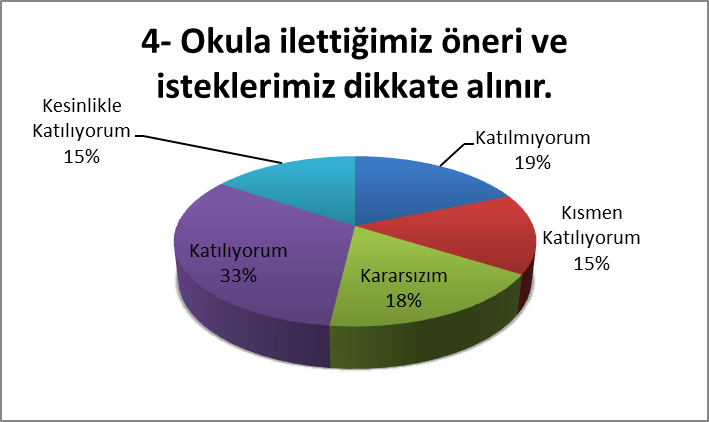 4- Okula ilettiğimiz öneri ve
isteklerimiz dikkate alınır.
Kesinlikle
Katılıyorum
15%
Katılmıyorum
19%
Kısmen
Katılıyorum
15%
Katılıyorum
33%
Kararsızım
18%